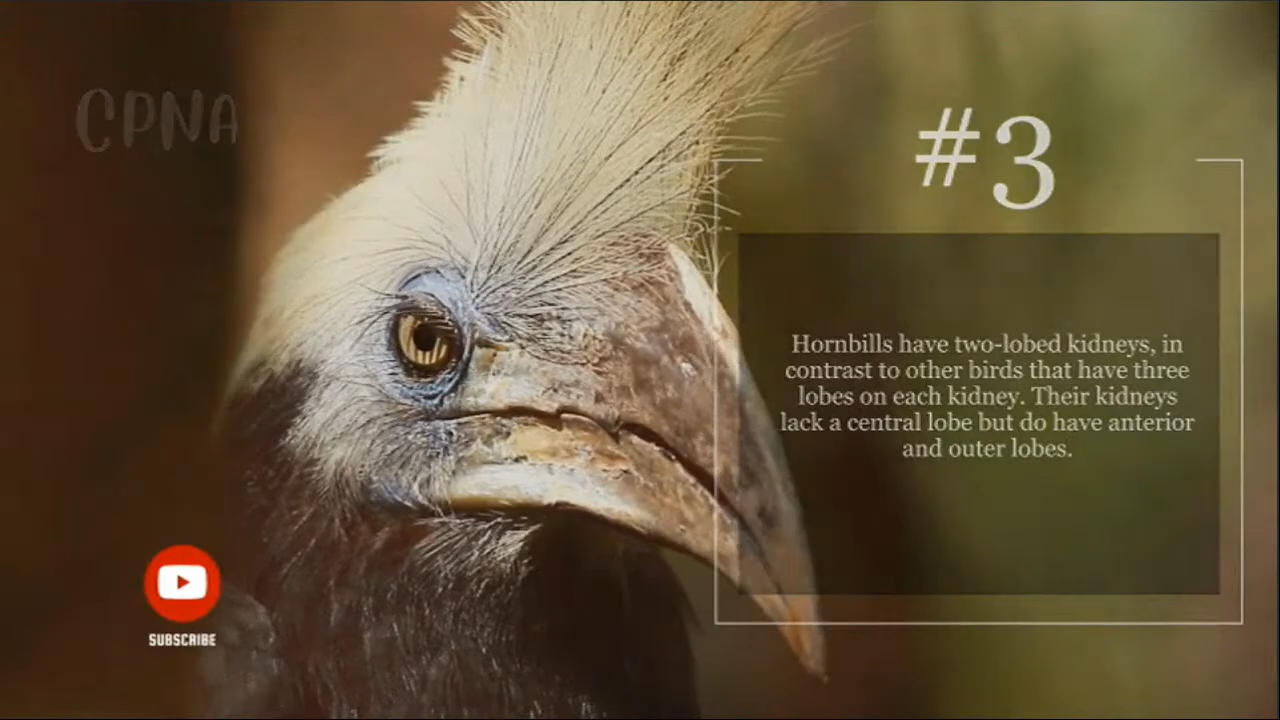 CPNA
#3
Hornbills have two-lobed kidneys, in
contrast to other birds that have three
lobes on each kidney. Their kidneys
lack a central lobe but do have anterior
and outer lobes.
SUBSCRIBE